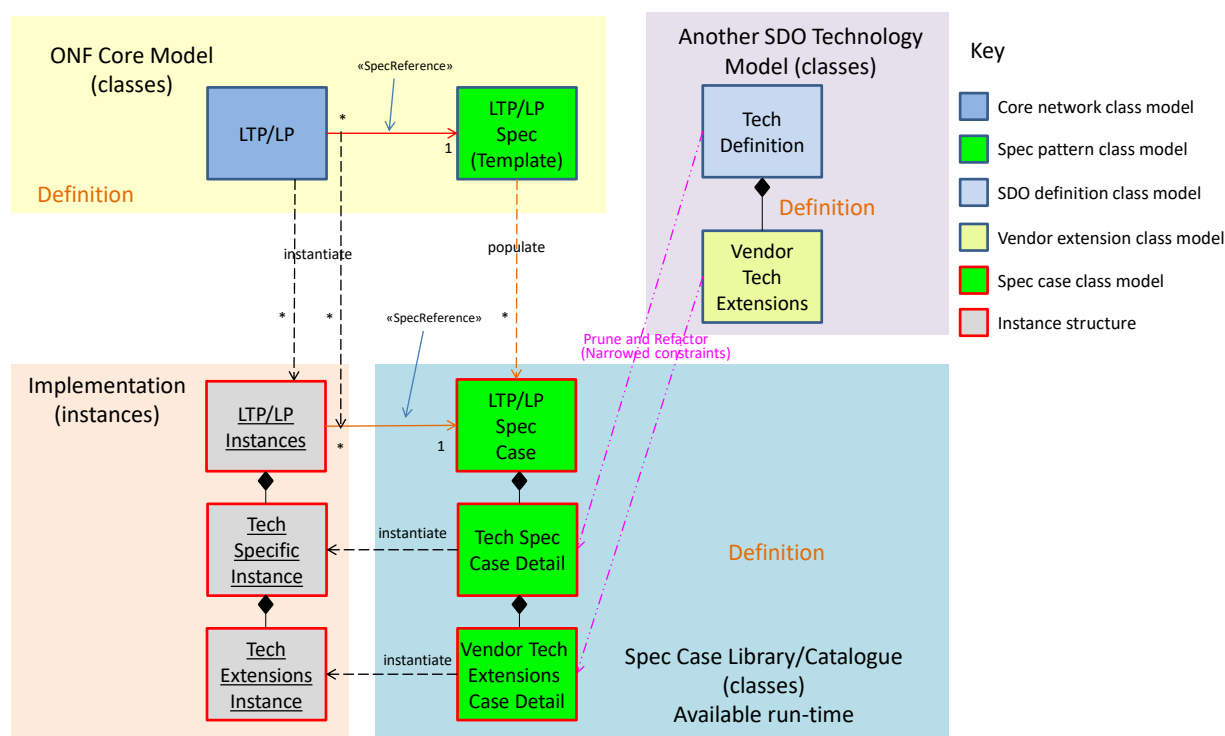 ONF Core Model
(classes)
«SpecReference»
LTP/LP
*
1
LTP/LP
Spec
(Template)
Definition
instantiate
populate
*
*
*
«SpecReference»
Another SDO Technology
Model (classes)
Tech
Definition
Definition
Vendor
Tech
Extensions
Prune and Refactor
(Narrowed constraints)
Key
Core network class model
Spec pattern class model
SDO definition class model
Vendor extension class model
Spec case class model
Instance structure
Implementation
(instances)
LTP/LP
Instances
*
1
LTP/LP
Spec
Case
Tech
Specific
Instance
instantiate
Tech Spec
Case Detail
Definition
Tech
Extensions
Instance
instantiate
Vendor Tech
Extensions
Case Detail
Spec Case Library/Catalogue
(classes)
Available run-time